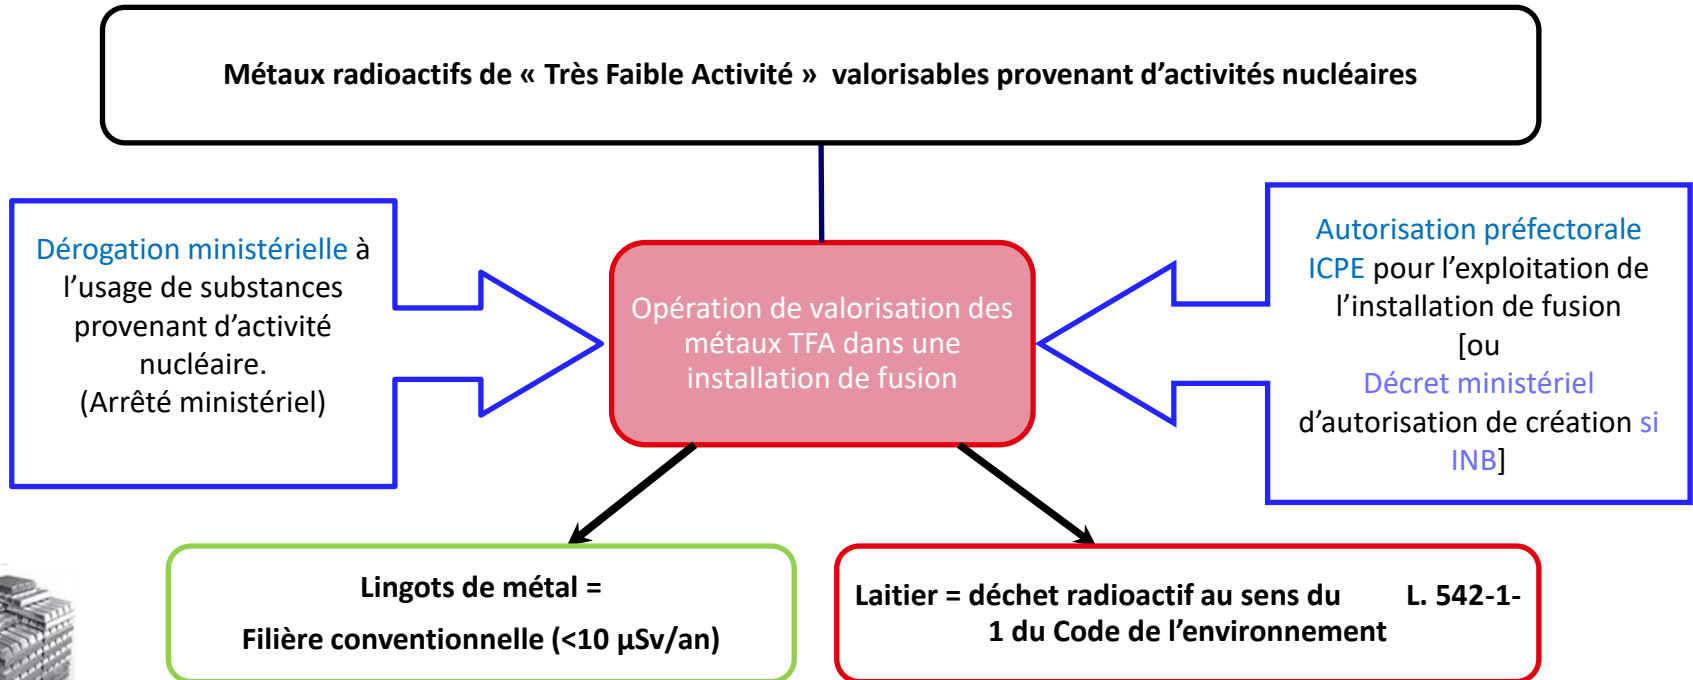 Métaux radioactifs de « Très Faible Activité » valorisables provenant d’activités nucléaires
Dérogation ministérielle à
l’usage de substances
provenant d’activité
nucléaire.
(Arrêté ministériel)
Opération de valorisation des
métaux TFA dans une
installation de fusion
Autorisation préfectorale
ICPE pour l’exploitation de
l’installation de fusion
[ou
Décret ministériel
d’autorisation de création si
INB]
Lingots de métal =
Filière conventionnelle (<10 µSv/an)
Laitier = déchet radioactif au sens du L. 542-1-
1 du Code de l’environnement